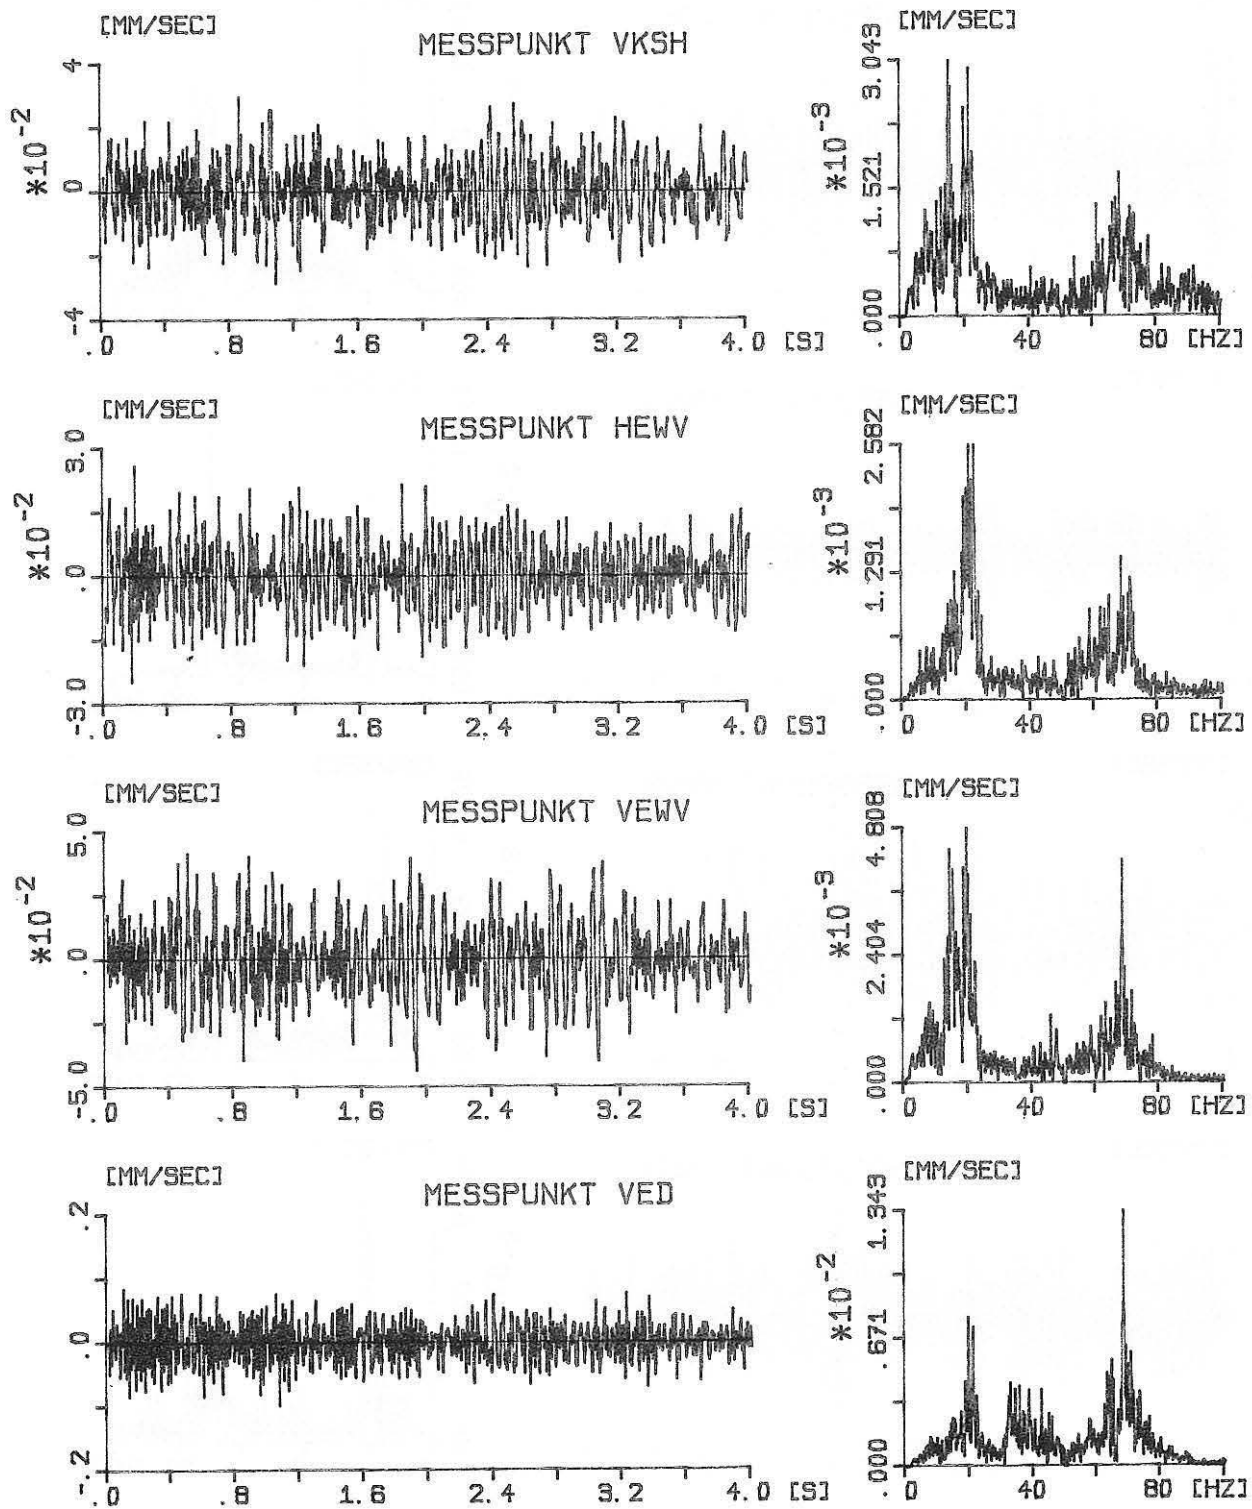 [MM/SEC]
MESSPUNKT VKSH
*10-2
4
0
-4
.0 .8 1.6 2.4 3.2 4.0 [S]
[MM/SEC]
*10-3
3.043
1.521
.000
.0 40 80 [HZ]
[MM/SEC]
MESSPUNKT HEWV
*10-2
3.0
.0
-3.0
.0 .8 1.6 2.4 3.2 4.0 [S]
[MM/SEC]
*10-3
2.582
1.291
.000
.0 40 80 [HZ]
[MM/SEC]
MESSPUNKT VEWV
*10-2
5.0
.0
-5.0
.0 .8 1.6 2.4 3.2 4.0 [S]
[MM/SEC]
*10-3
4.808
2.404
.000
.0 40 80 [HZ]
[MM/SEC]
MESSPUNKT VED
.2
.0
-.2
.0 .8 1.6 2.4 3.2 4.0 [S]
[MM/SEC]
*10-2
1.343
.671
.000
.0 40 80 [HZ]